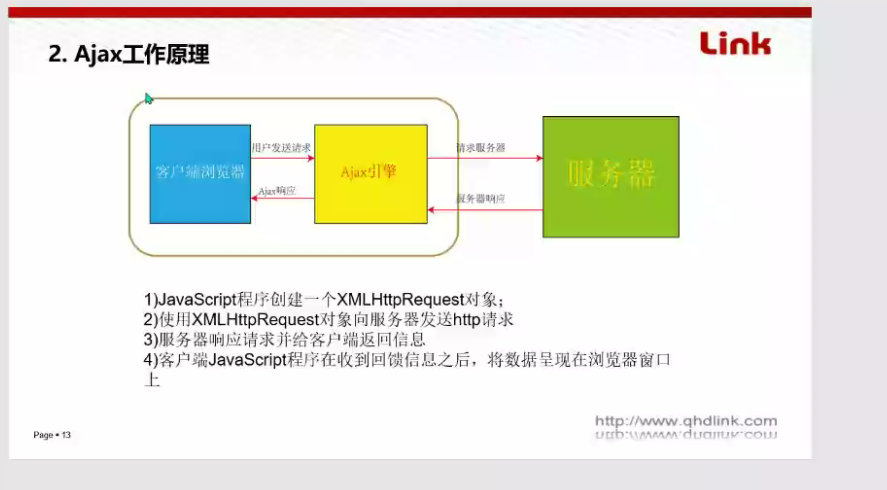 2. Ajax工作原理
Link
客户端浏览器
用户发送请求
Ajax响应
Ajax引擎
请求服务器
服务器响应
服务器
1)JavaScript程序创建一个XMLHttpRequest对象；
2)使用XMLHttpRequest对象向服务器发送http请求
3)服务器响应请求并给客户端返回信息
4)客户端JavaScript程序在收到回馈信息之后，将数据呈现在浏览器窗口
上
Page ▪ 13
http://www.qhdlink.com